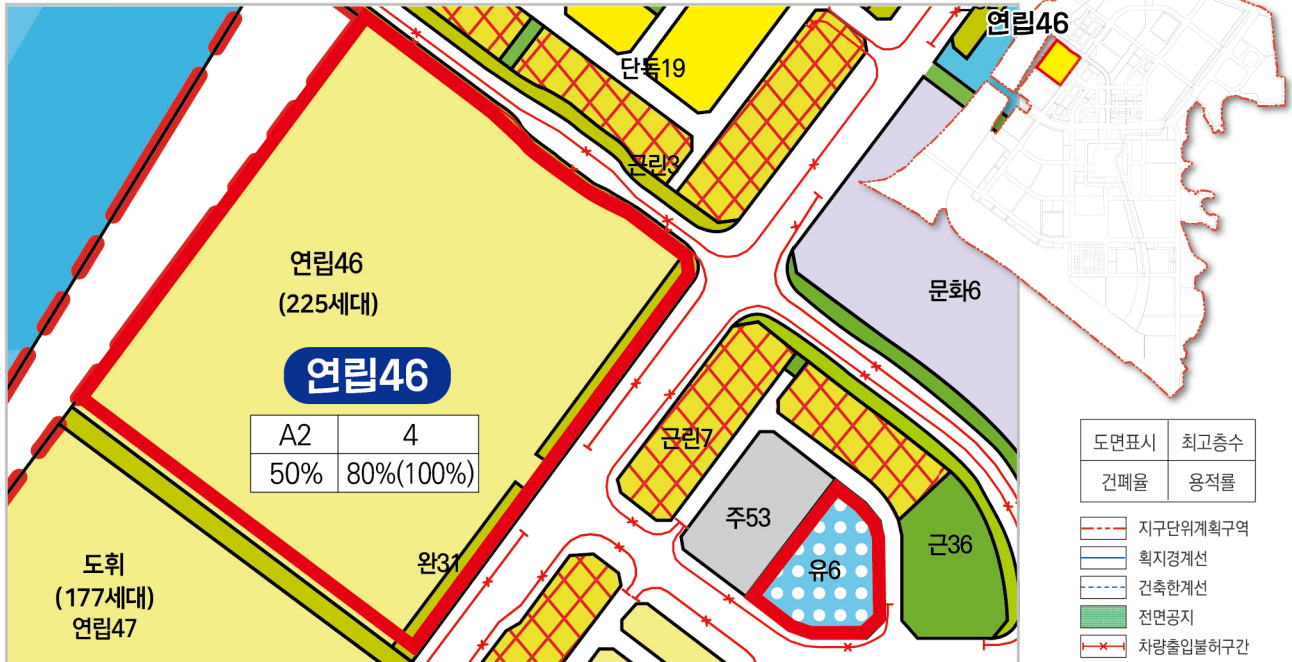 연립46
단독19
근린3
연립46
(225세대)
문화6
연립46
A2
4
50%
80%(100%)
도면표시
최고층수
건폐율
용적률
근린7
주53
유6
근36
완31
도휘
(177세대)
연립47
지구단위계획구역
획지경계선
건축한계선
전면공지
차량출입불허구간